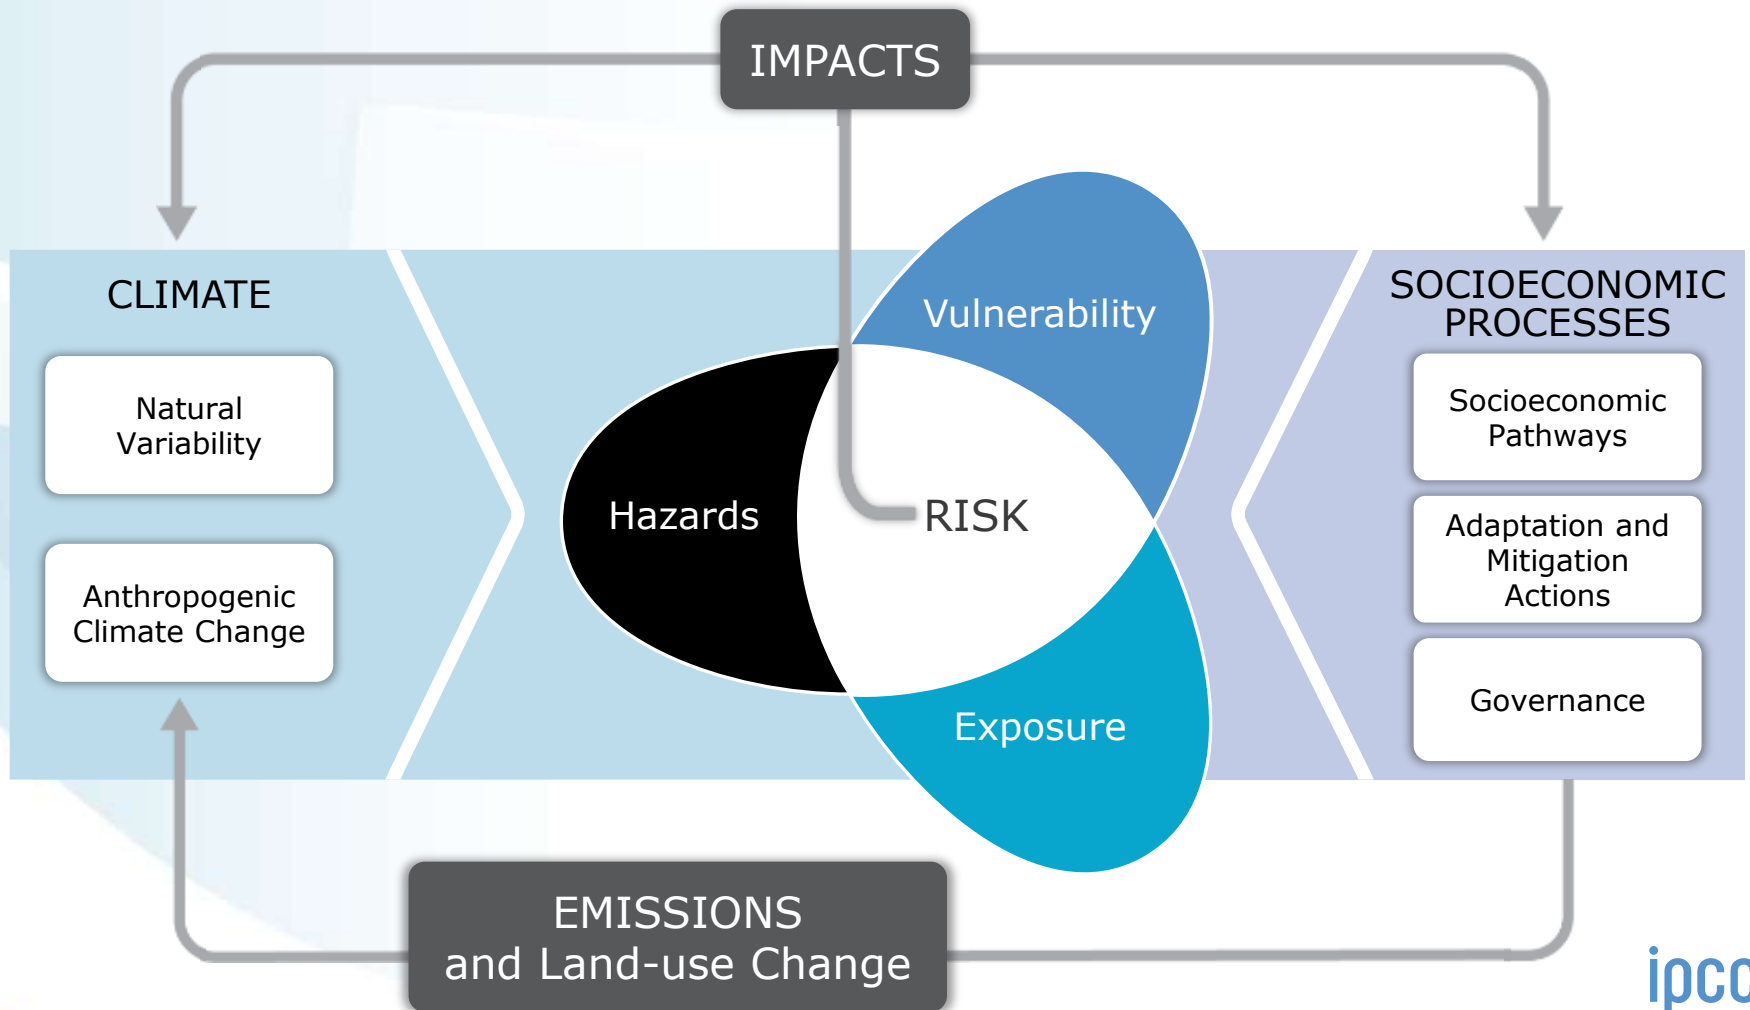 IMPACTS
CLIMATE
Natural
Variability
Anthropogenic
Climate Change
Vulnerability
Hazards
RISK
Exposure
SOCIOECONOMIC
PROCESSES
Socioeconomic
Pathways
Adaptation and
Mitigation
Actions
Governance
EMISSIONS
and Land-use Change
ipcc